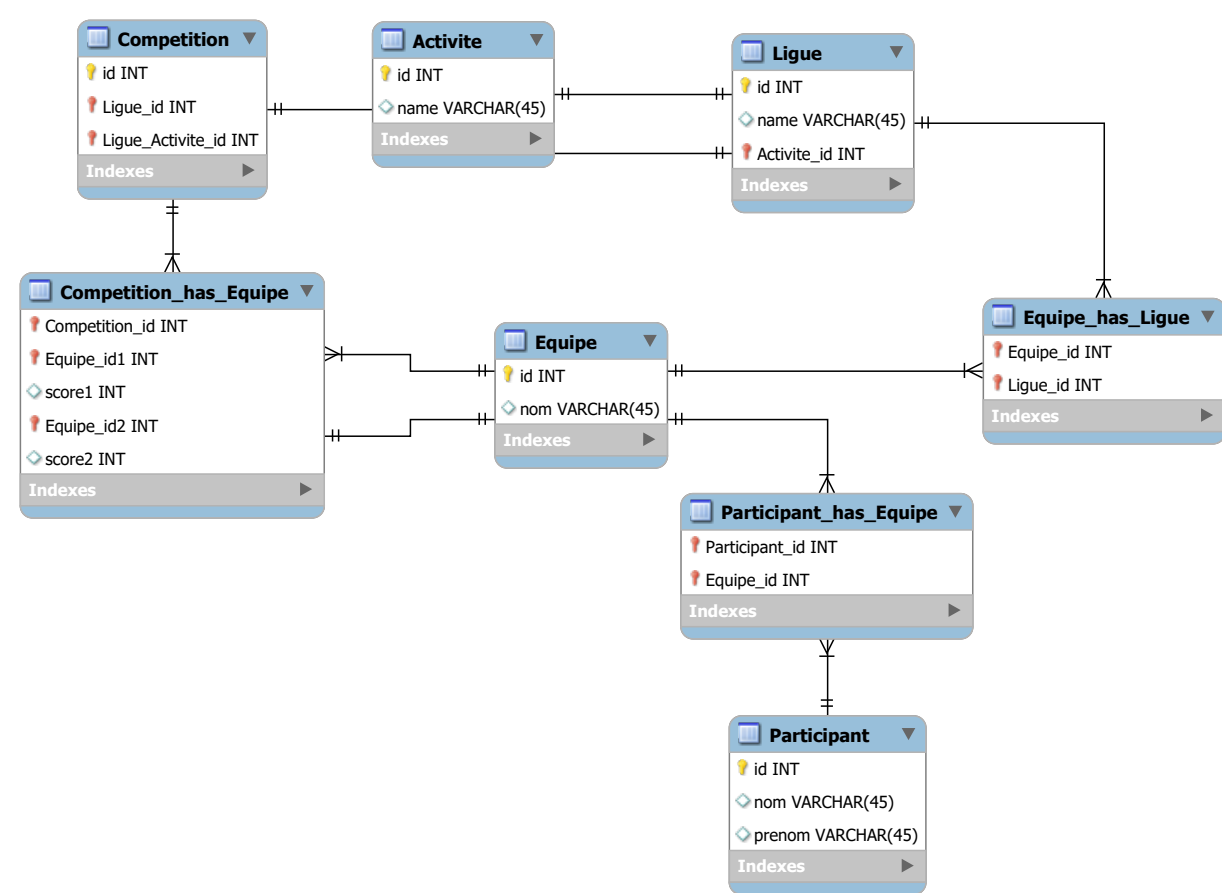 Competition
id INT
Ligue_id INT
Ligue_Activite_id INT
Indexes
Activite
id INT
name VARCHAR(45)
Indexes
Ligue
id INT
name VARCHAR(45)
Activite_id INT
Indexes
Competition_has_Equipe
Competition_id INT
Equipe_id1 INT
score1 INT
Equipe_id2 INT
score2 INT
Indexes
Equipe
id INT
nom VARCHAR(45)
Indexes
Equipe_has_Ligue
Equipe_id INT
Ligue_id INT
Indexes
Participant_has_Equipe
Participant_id INT
Equipe_id INT
Indexes
Participant
id INT
nom VARCHAR(45)
prenom VARCHAR(45)
Indexes